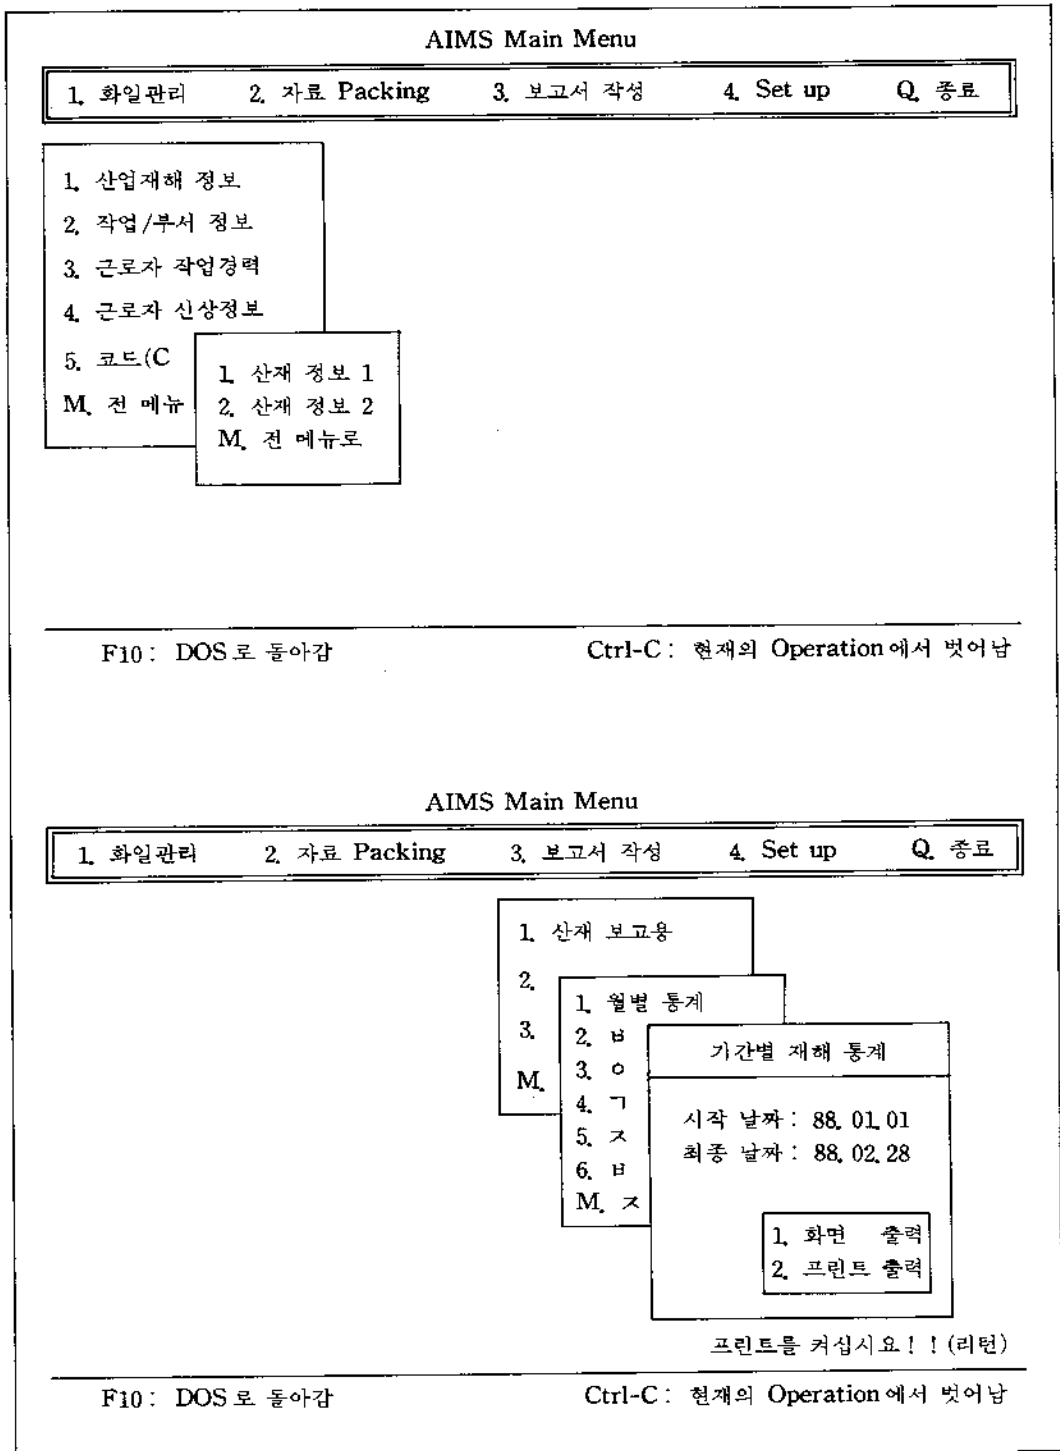 AIMS Main Menu
1. 화일관리 2. 자료 Packing 3. 보고서 작성 4. Set up Q. 종료
1. 산업재해 정보
2. 작업/부서 정보
3. 근로자 작업경력
4. 근로자 신상정보
5. 코드(C
M. 전 메뉴
1. 산재 정보 1
2. 산재 정보 2
M. 전 메뉴로
F10 : DOS로 돌아감 Ctrl-C : 현재의 Operation에서 벗어남
AIMS Main Menu
1. 화일관리 2. 자료 Packing 3. 보고서 작성 4. Set up Q. 종료
1. 산재 보고용
2.
3.
M.
1. 월별 통계
2. ㅂ
3. ㅇ
4. ㄱ
5. ㅈ
6. ㅂ
M. ㅈ
기간별 재해 통계
시작 날짜 : 88. 01. 01
최종 날짜 : 88. 02. 28
1. 화면 출력
2. 프린트 출력
프린트를 켜십시요 ! ! (리턴)
F10 : DOS로 돌아감 Ctrl-C : 현재의 Operation에서 벗어남